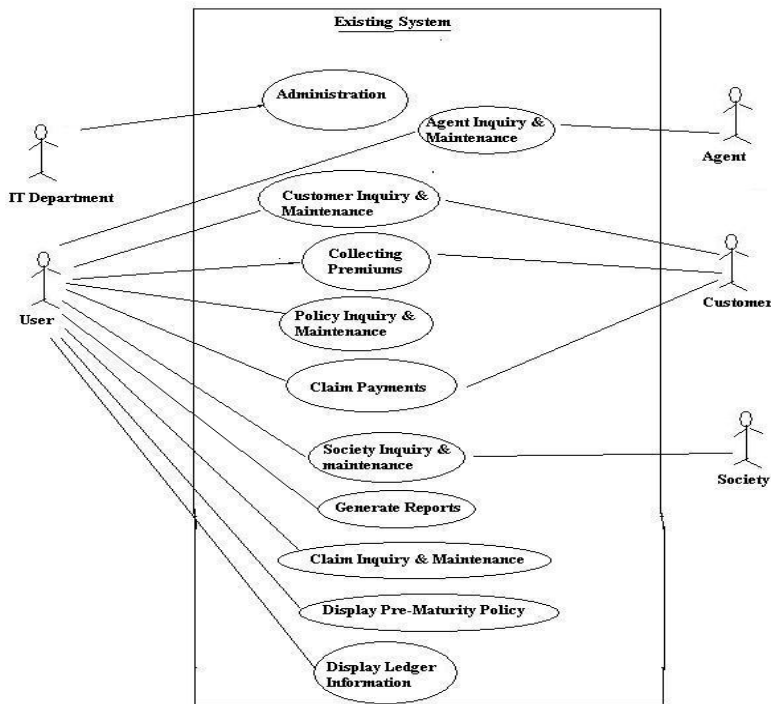 Existing System
Administration
Agent Inquiry &
Maintenance
Agent
IT Department
Customer Inquiry &
Maintenance
Collecting
Premiums
Customer
User
Policy Inquiry &
Maintenance
Claim Payments
Society Inquiry &
maintenance
Society
Generate Reports
Claim Inquiry & Maintenance
Display Pre-Maturity Policy
Display Ledger
Information